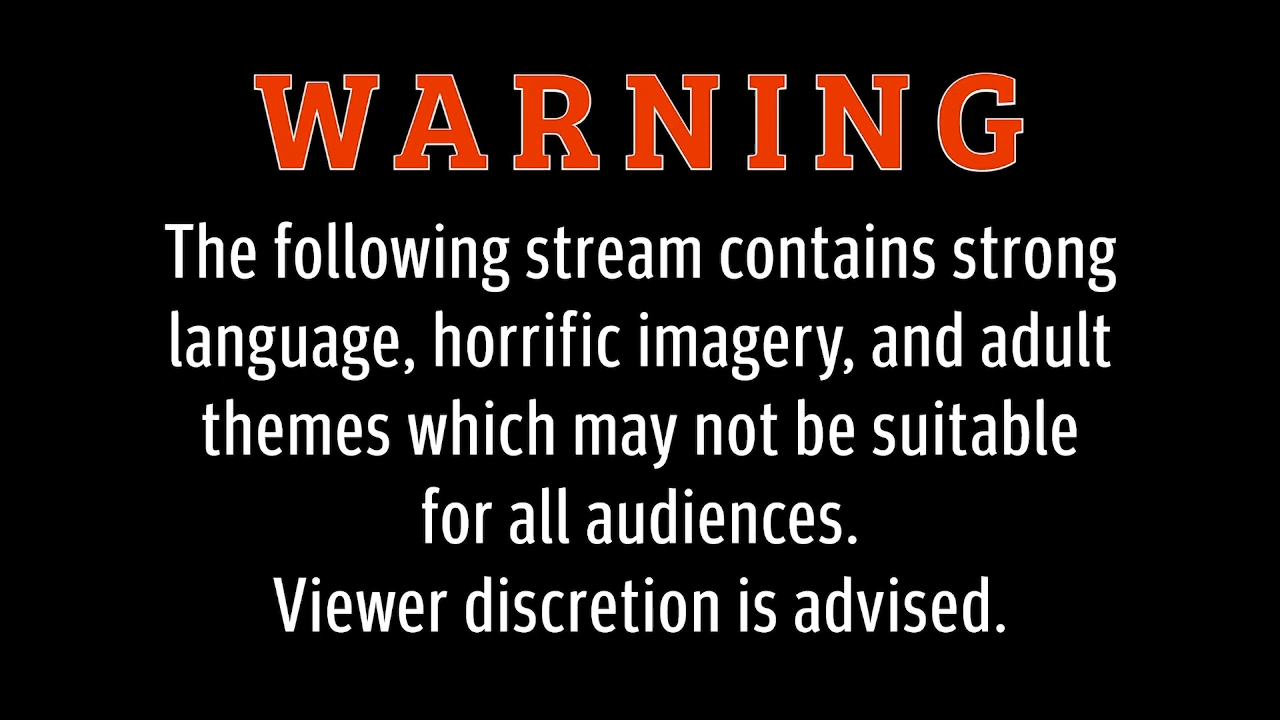 WARNING
The following stream contains strong
language, horrific imagery, and adult
themes which may not be suitable
for all audiences.
Viewer discretion is advised.